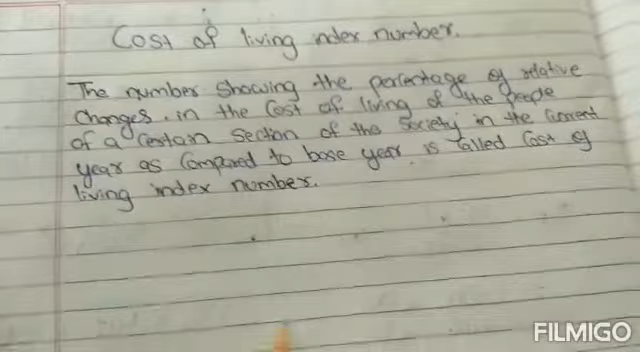 Cost of living index number.
The number showing the percentage of relative
changes in the cost of living of the people
of a certain section of the society in the current
year as compared to base year is called cost of
living index number.
FILMIGO